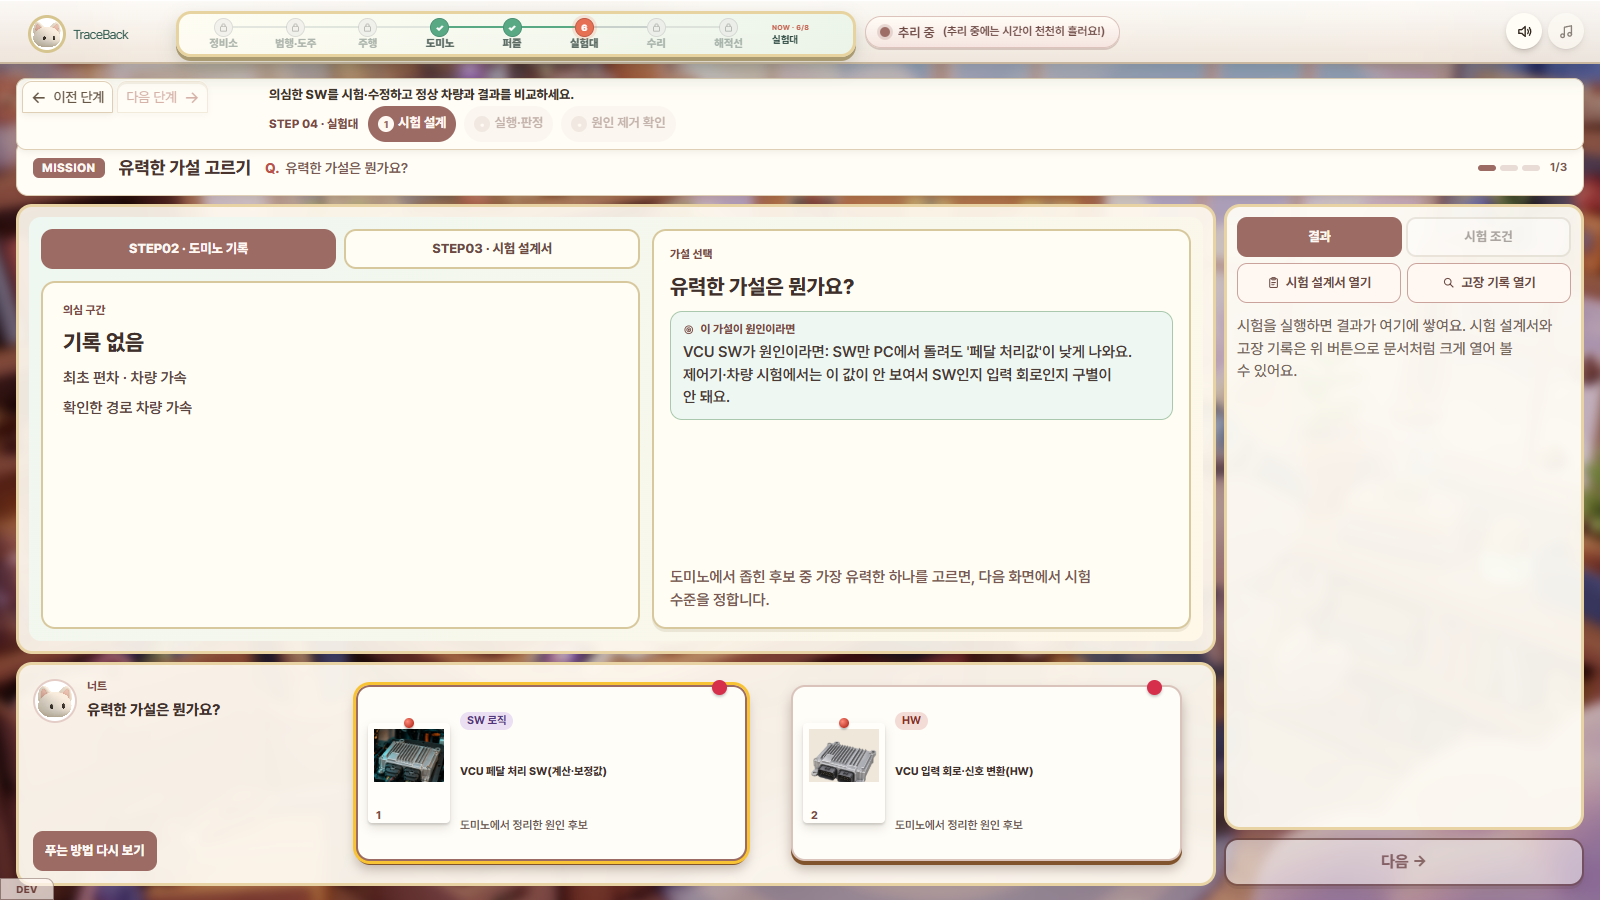 TraceBack
정비소
범행·도주
주행
도미노
퍼즐
6
실험대
수리
해적선
NOW · 6/8
실험대
추리 중 (추리 중에는 시간이 천천히 흘러요!)
← 이전 단계
다음 단계 →
의심한 SW를 시험·수정하고 정상 차량과 결과를 비교하세요.
STEP 04 · 실험대
1 시험 설계
실행·판정
원인 제거 확인
MISSION 유력한 가설 고르기 Q. 유력한 가설은 뭔가요?
1/3
STEP02 · 도미노 기록
STEP03 · 시험 설계서
의심 구간
기록 없음
최초 편차 · 차량 가속
확인한 경로 차량 가속
가설 선택
유력한 가설은 뭔가요?
이 가설이 원인이라면
VCU SW가 원인이라면: SW만 PC에서 돌려도 '페달 처리값'이 낮게 나와요.
제어기·차량 시험에서는 이 값이 안 보여서 SW인지 입력 회로인지 구별이
안 돼요.
도미노에서 좁힌 후보 중 가장 유력한 하나를 고르면, 다음 화면에서 시험
수준을 정합니다.
결과
시험 조건
시험 설계서 열기
고장 기록 열기
시험을 실행하면 결과가 여기에 쌓여요. 시험 설계서와
고장 기록은 위 버튼으로 문서처럼 크게 열어 볼
수 있어요.
너트
유력한 가설은 뭔가요?
푸는 방법 다시 보기
DEV
1
SW 로직
VCU 페달 처리 SW(계산·보정값)
도미노에서 정리한 원인 후보
2
HW
VCU 입력 회로·신호 변환(HW)
도미노에서 정리한 원인 후보
다음 →